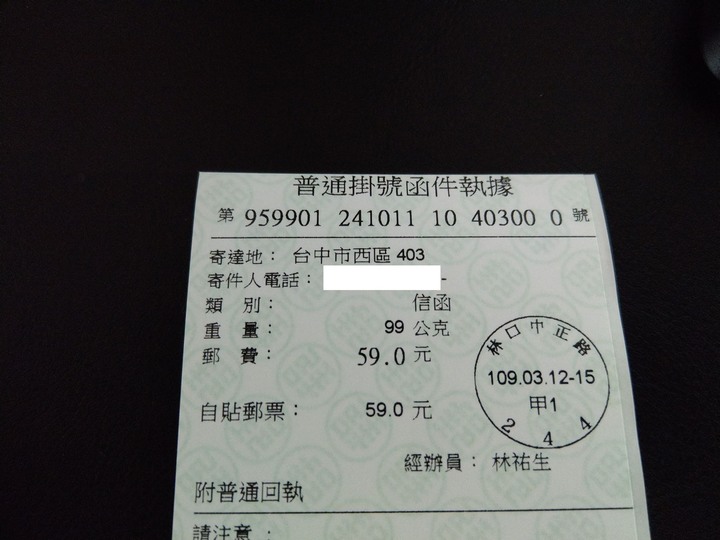 普通掛號函件執據
第 959901 241011 10 40300 0 號
寄達地： 台中市西區 403
寄件人電話： -
類 別： 信函
重 量： 99 公克
郵 費： 59.0 元
自貼郵票： 59.0 元
林口中正路
109.03.12-15
甲1
244
經辦員： 林祐生
附普通回執
請注意：